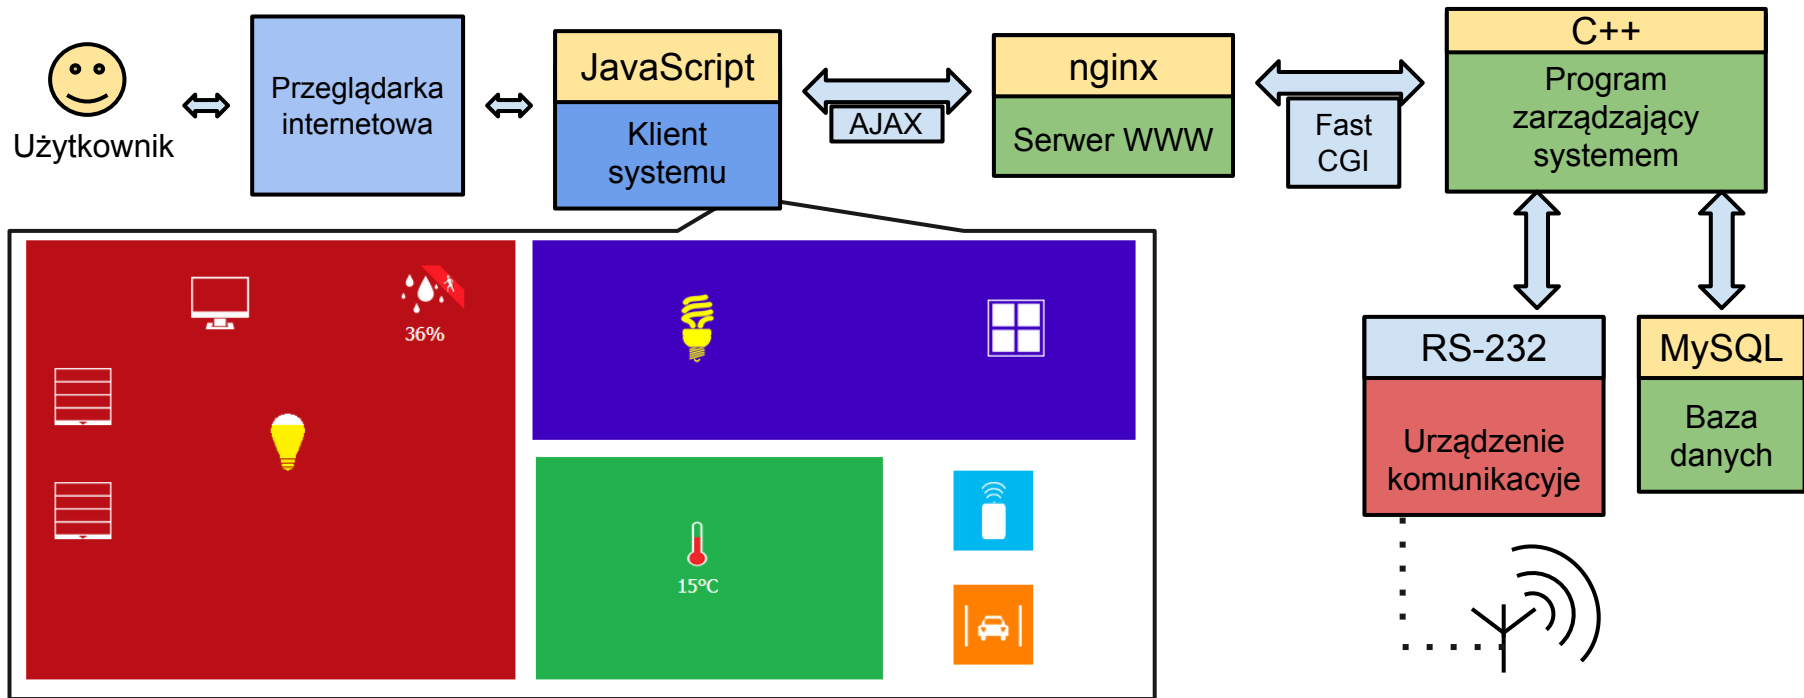 Użytkownik
Przeglądarka
internetowa
JavaScript
Klient
systemu
AJAX
nginx
Serwer WWW
Fast
CGI
C++
Program
zarządzający
systemem
RS-232
Urządzenie
komunikacyje
MySQL
Baza
danych
36%
15°C